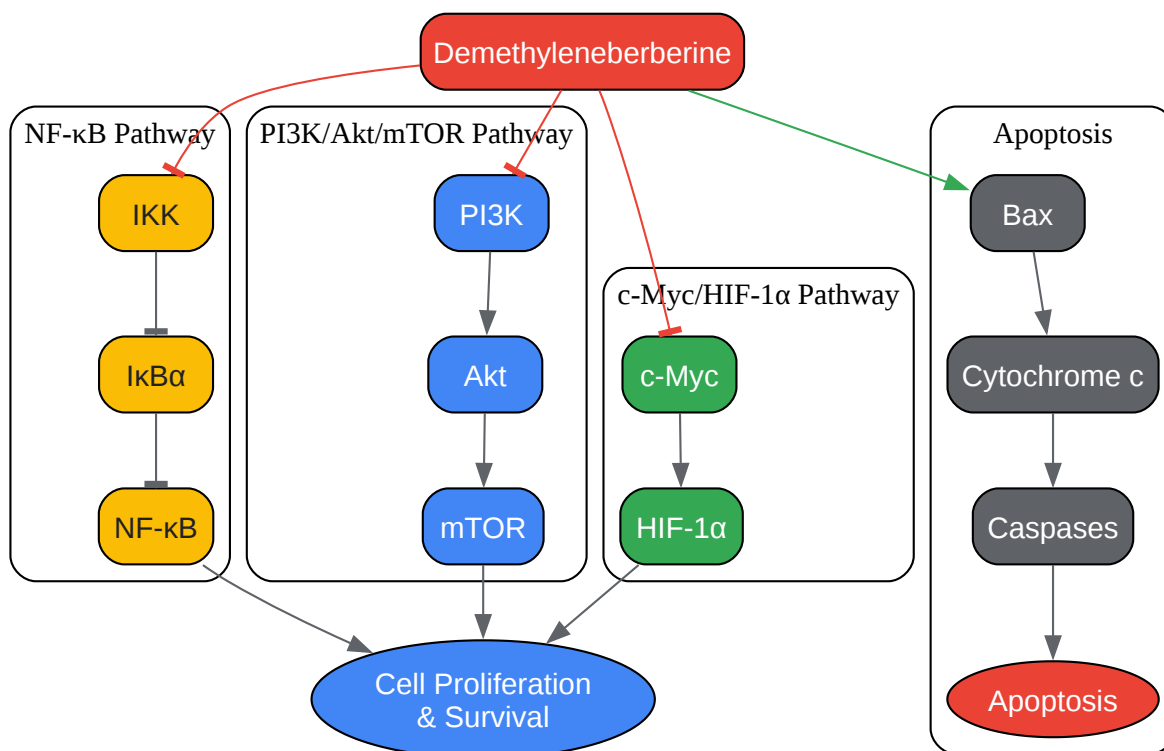 Demethyleneberberine
NF-κB Pathway
PI3K/Akt/mTOR Pathway
Apoptosis
IKK
PI3K
Bax
c-Myc/HIF-1α Pathway
IκBα
Akt
c-Myc
Cytochrome c
NF-κB
mTOR
HIF-1α
Caspases
Cell Proliferation
& Survival
Apoptosis